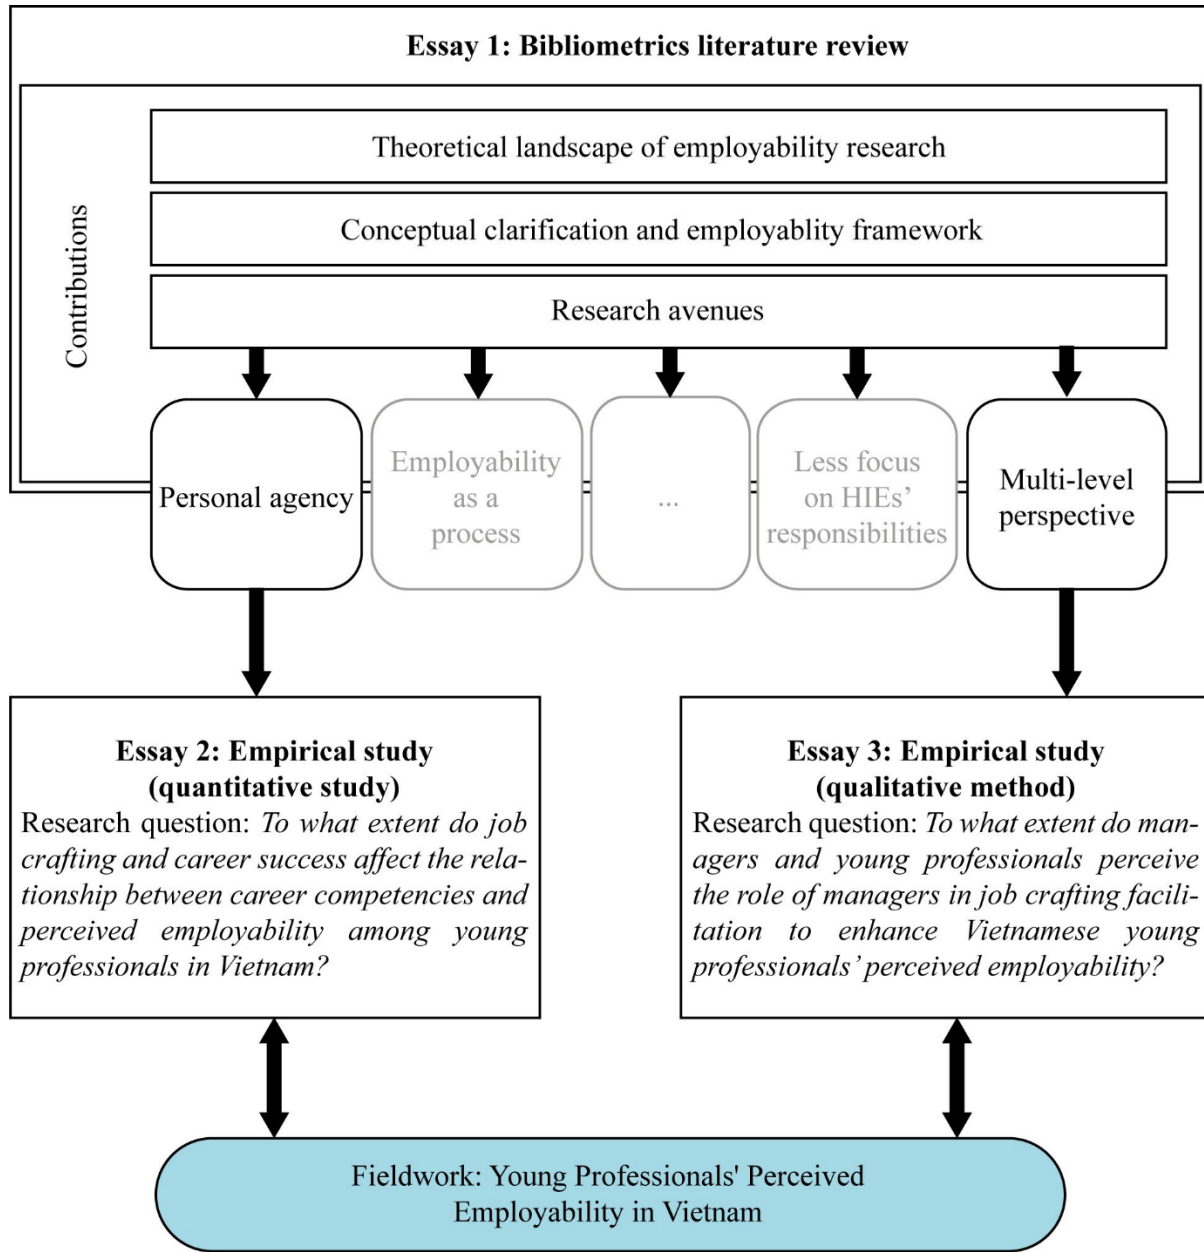 Essay 1: Bibliometrics literature review
Contributions
Theoretical landscape of employability research
Conceptual clarification and employablity framework
Research avenues
Personal agency
Employability
as a
process
...
Less focus
on HIEs'
responsibilities
Multi-level
perspective
Essay 2: Empirical study
(quantitative study)
Research question: To what extent do job
crafting and career success affect the rela-
tionship between career competencies and
perceived employability among young
professionals in Vietnam?
Essay 3: Empirical study
(qualitative method)
Research question: To what extent do man-
agers and young professionals perceive
the role of managers in job crafting facili-
tation to enhance Vietnamese young
professionals' perceived employability?
Fieldwork: Young Professionals' Perceived
Employability in Vietnam